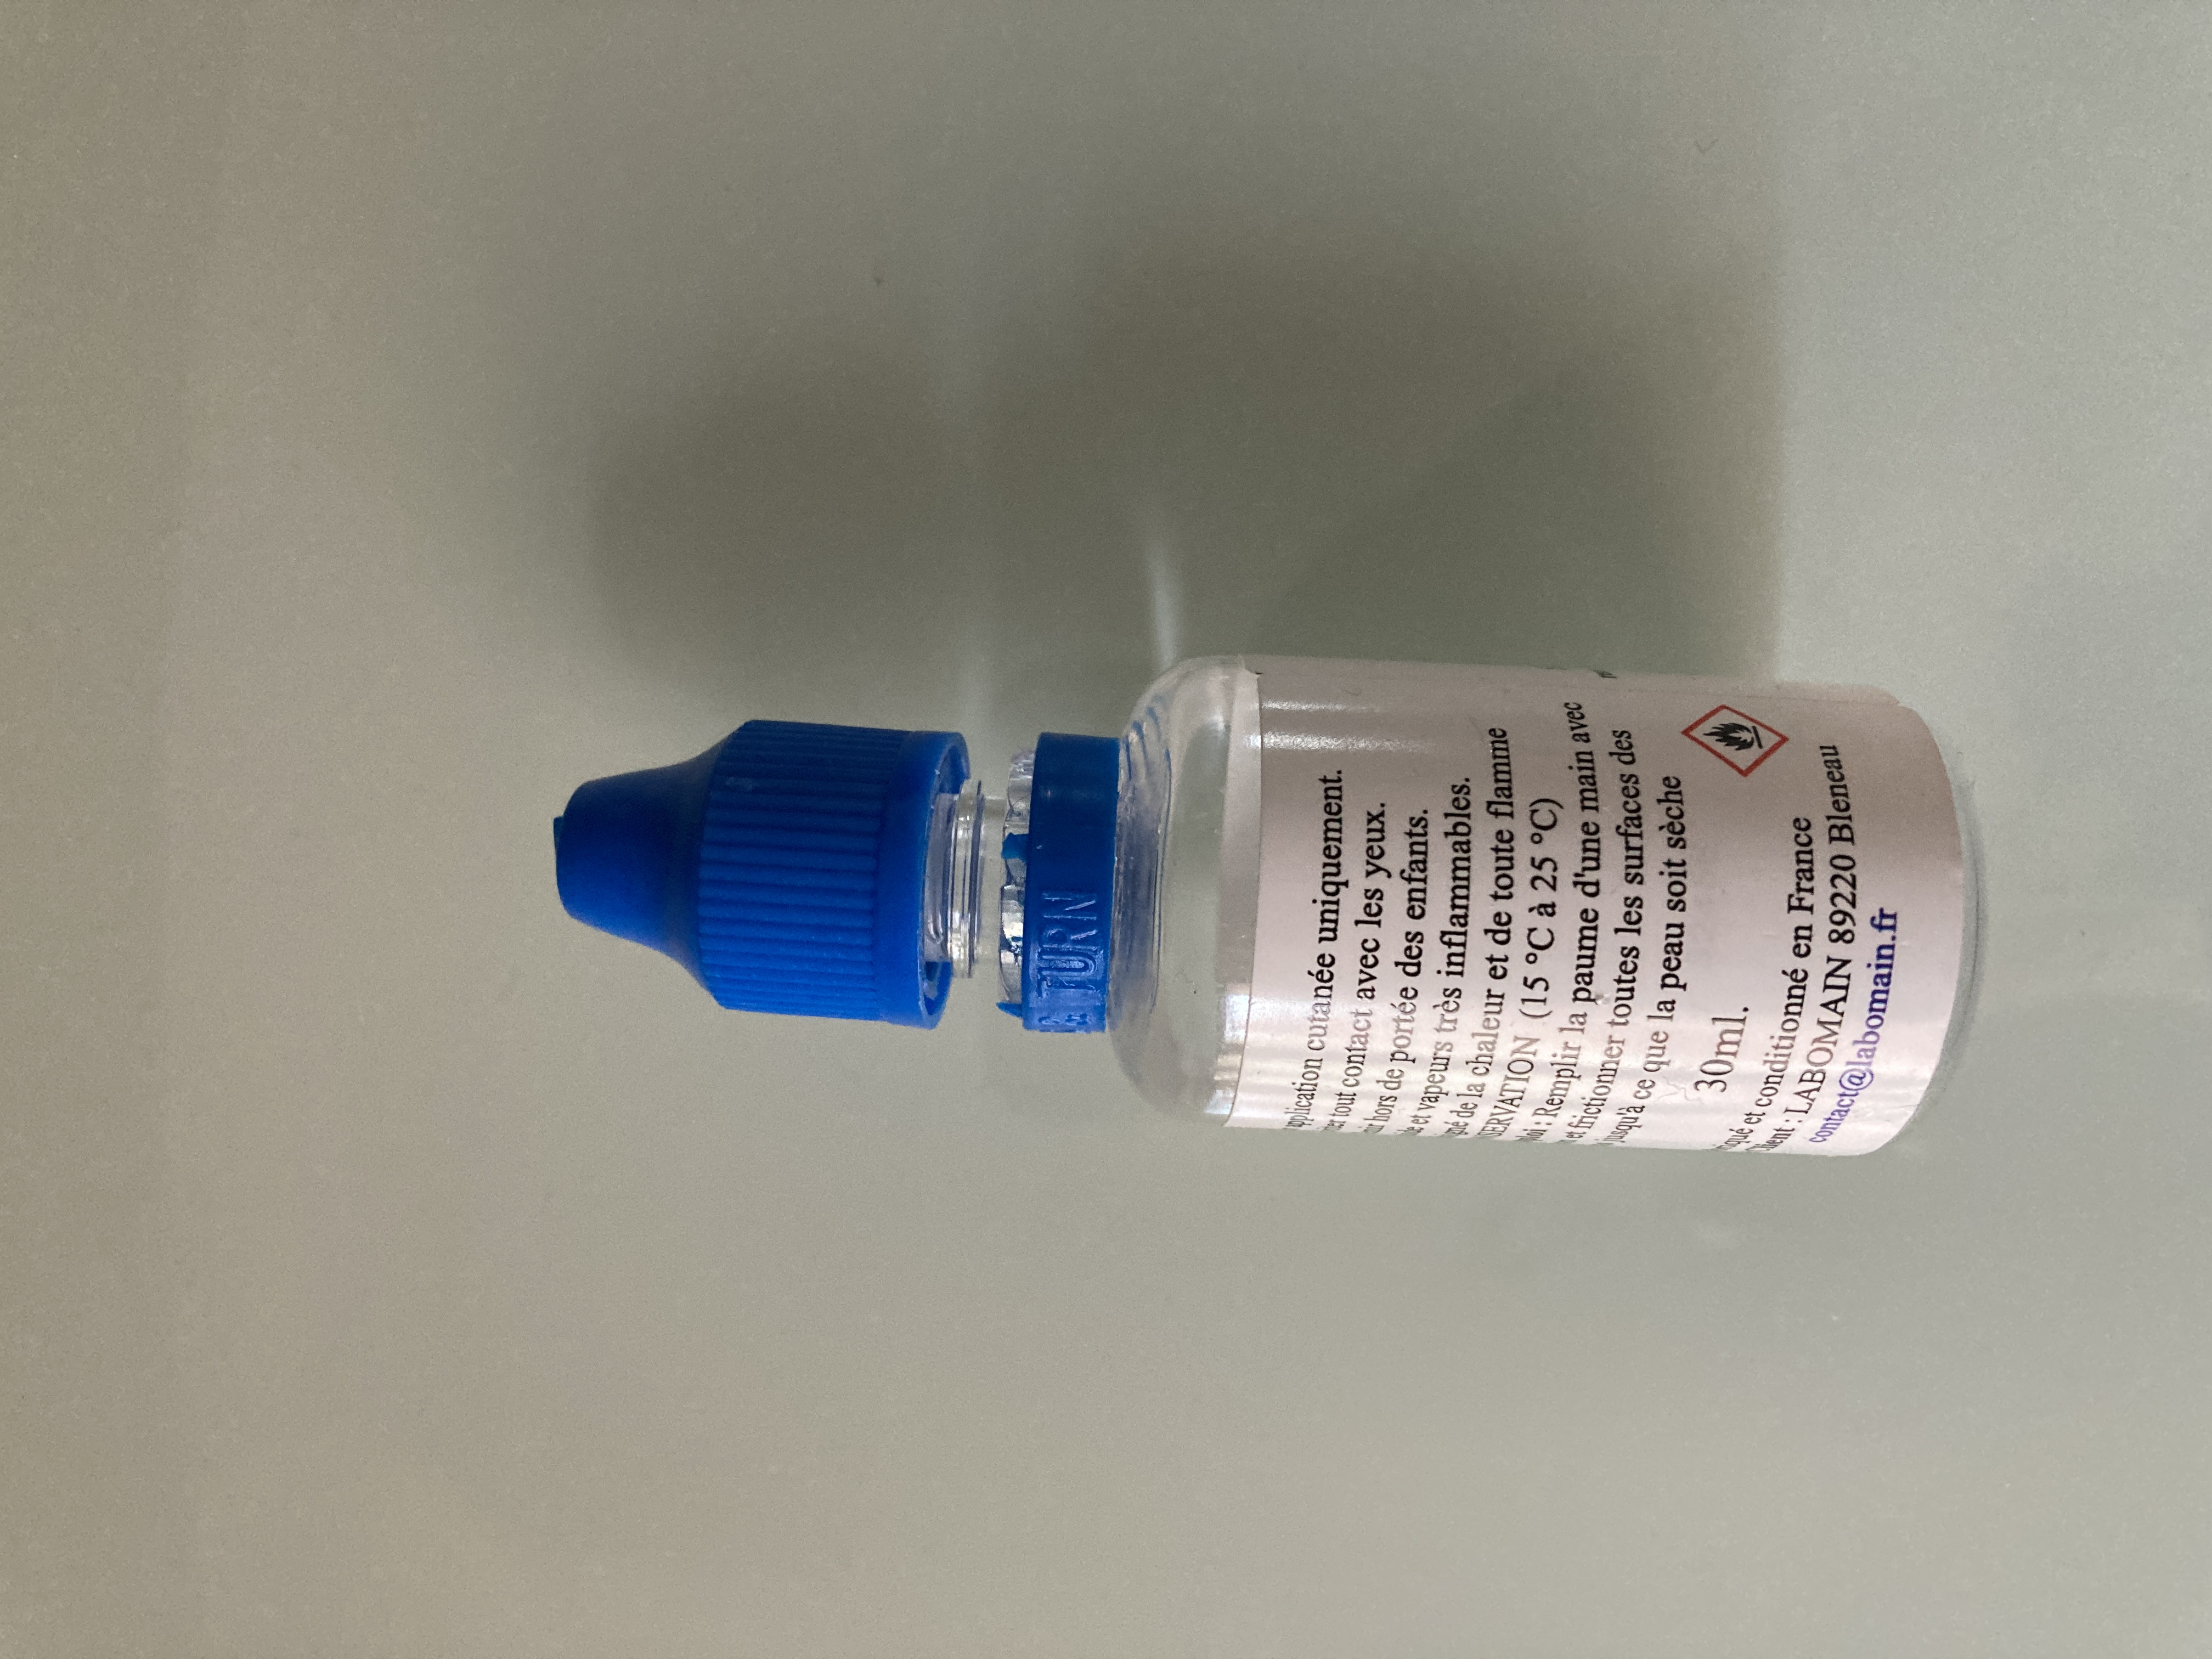 & TURN
application cutanée uniquement.
tout contact avec les yeux.
hors de portée des enfants.
et vapeurs très inflammables.
de la chaleur et de toute flamme
(15 °C à 25 °C)
: Remplir la paume d'une main avec
et frictionner toutes les surfaces des
jusqu'à ce que la peau soit sèche
30ml.
et conditionné en France
: LABOMAIN 89220 Bleneau
contact@labomain.fr